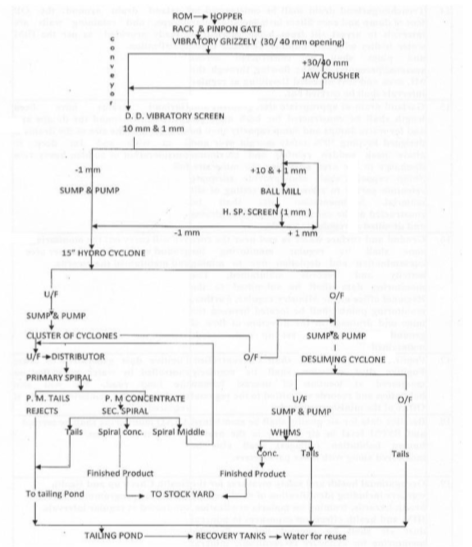 ROM → HOPPER
RACK & PINPON GATE
VIBRATORY GRIZZELY (30/ 40 mm opening)
conveyor
+30/40 mm
JAW CRUSHER
D. D. VIBRATORY SCREEN
10 mm & 1 mm
-1 mm
+10 & + 1 mm
SUMP & PUMP
BALL MILL
H. SP. SCREEN (1 mm )
-1 mm
+ 1 mm
15" HYDRO CYCLONE
U/F
O/F
SUMP & PUMP
CLUSTER OF CYCLONES
SUMP & PUMP
U/F → DISTRIBUTOR
O/F
DESLIMING CYCLONE
PRIMARY SPIRAL
P. M. TAILS
P. M CONCENTRATE
U/F
O/F
REJECTS
SEC. SPIRAL
SUMP & PUMP
Tails
Spiral conc.
Spiral Middle
WHIMS
Conc.
Tails
Tails
Finished Product
Finished Product
To tailing Pond
TO STOCK YARD
TAILING POND → RECOVERY TANKS → Water for reuse